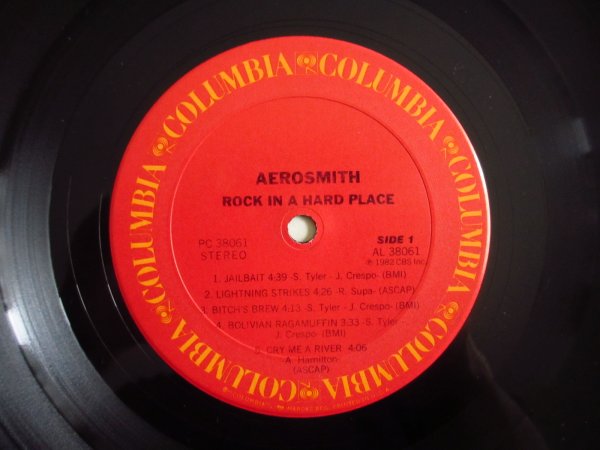 COLUMBIA COLUMBIA COLUMBIA COLUMBIA COLUMBIA COLUMBIA
AEROSMITH
ROCK IN A HARD PLACE
PC 38061
STEREO
SIDE 1
AL 38061
℗ 1982 CBS Inc.
1. JAILBAIT 4:39 -S. Tyler - J. Crespo- (BMI)
2. LIGHTNING STRIKES 4:26 -R. Supa- (ASCAP)
3. BITCH'S BREW 4:13 -S. Tyler - J. Crespo- (BMI)
4. BOLIVIAN RAGAMUFFIN 3:33 -S. Tyler -
J. Crespo- (BMI)
5. CRY ME A RIVER 4:06
-A. Hamilton-
(ASCAP)